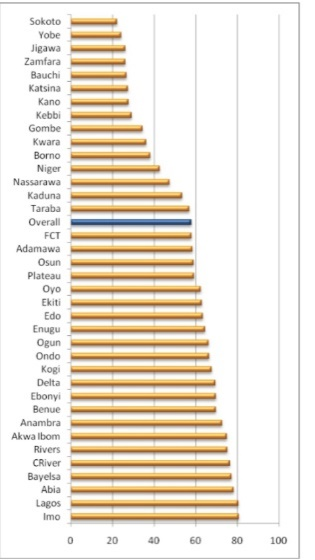 Sokoto
Yobe
Jigawa
Zamfara
Bauchi
Katsina
Kano
Kebbi
Gombe
Kwara
Borno
Niger
Nassarawa
Kaduna
Taraba
Overall
FCT
Adamawa
Osun
Plateau
Oyo
Ekiti
Edo
Enugu
Ogun
Ondo
Kogi
Delta
Ebonyi
Benue
Anambra
Akwa Ibom
Rivers
CRiver
Bayelsa
Abia
Lagos
Imo
0 20 40 60 80 100